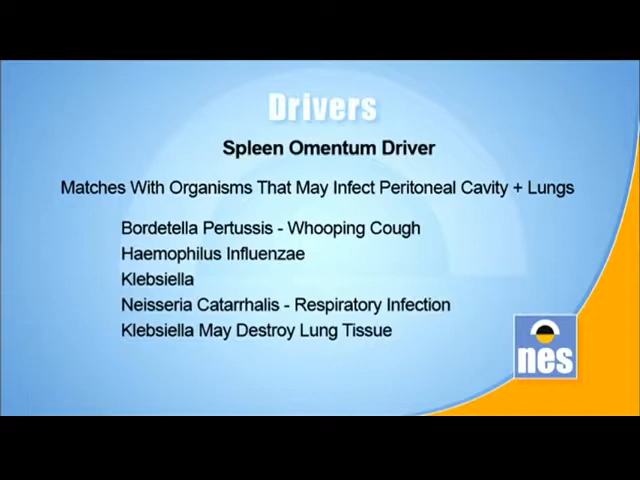 Drivers
Spleen Omentum Driver
Matches With Organisms That May Infect Peritoneal Cavity + Lungs
Bordetella Pertussis - Whooping Cough
Haemophilus Influenzae
Klebsiella
Neisseria Catarrhalis - Respiratory Infection
Klebsiella May Destroy Lung Tissue
nes